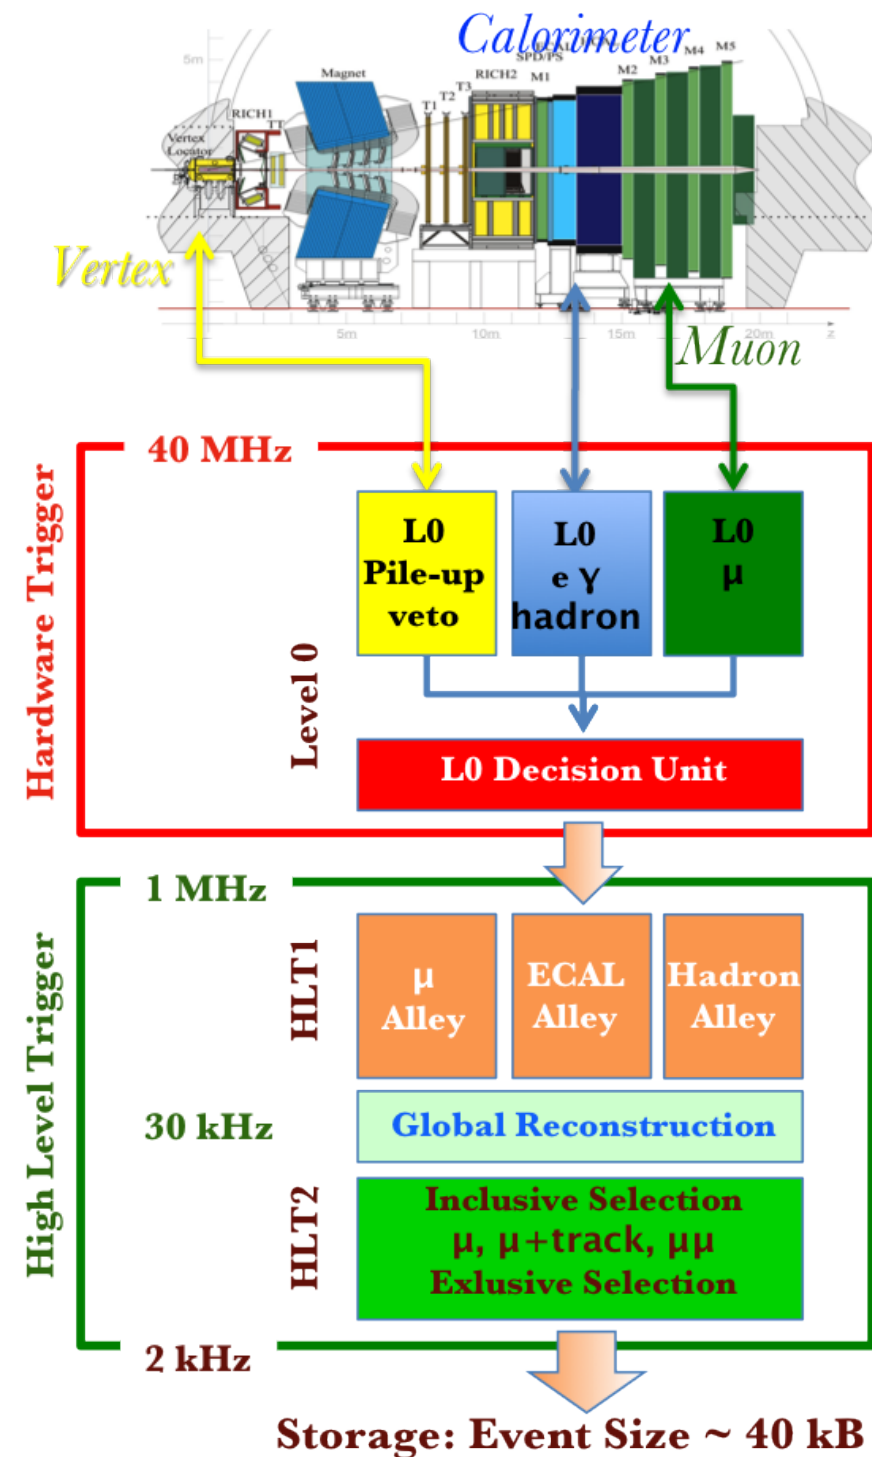 Calorimeter
SPD/PS
M5
M4
M3
M2
M1
RICH2
T3
T2
T1
Magnet
5m
RICH1
TT
Vertex
Locator
Vertex
5m
10m
15m
20m
z
Muon
40 MHz
Hardware Trigger
Level 0
L0
Pile-up
veto
L0
e γ
hadron
L0
μ
L0 Decision Unit
1 MHz
High Level Trigger
HLT1
μ
Alley
ECAL
Alley
Hadron
Alley
30 kHz
Global Reconstruction
HLT2
Inclusive Selection
μ, μ+track, μμ
Exlusive Selection
2 kHz
Storage: Event Size ~ 40 kB